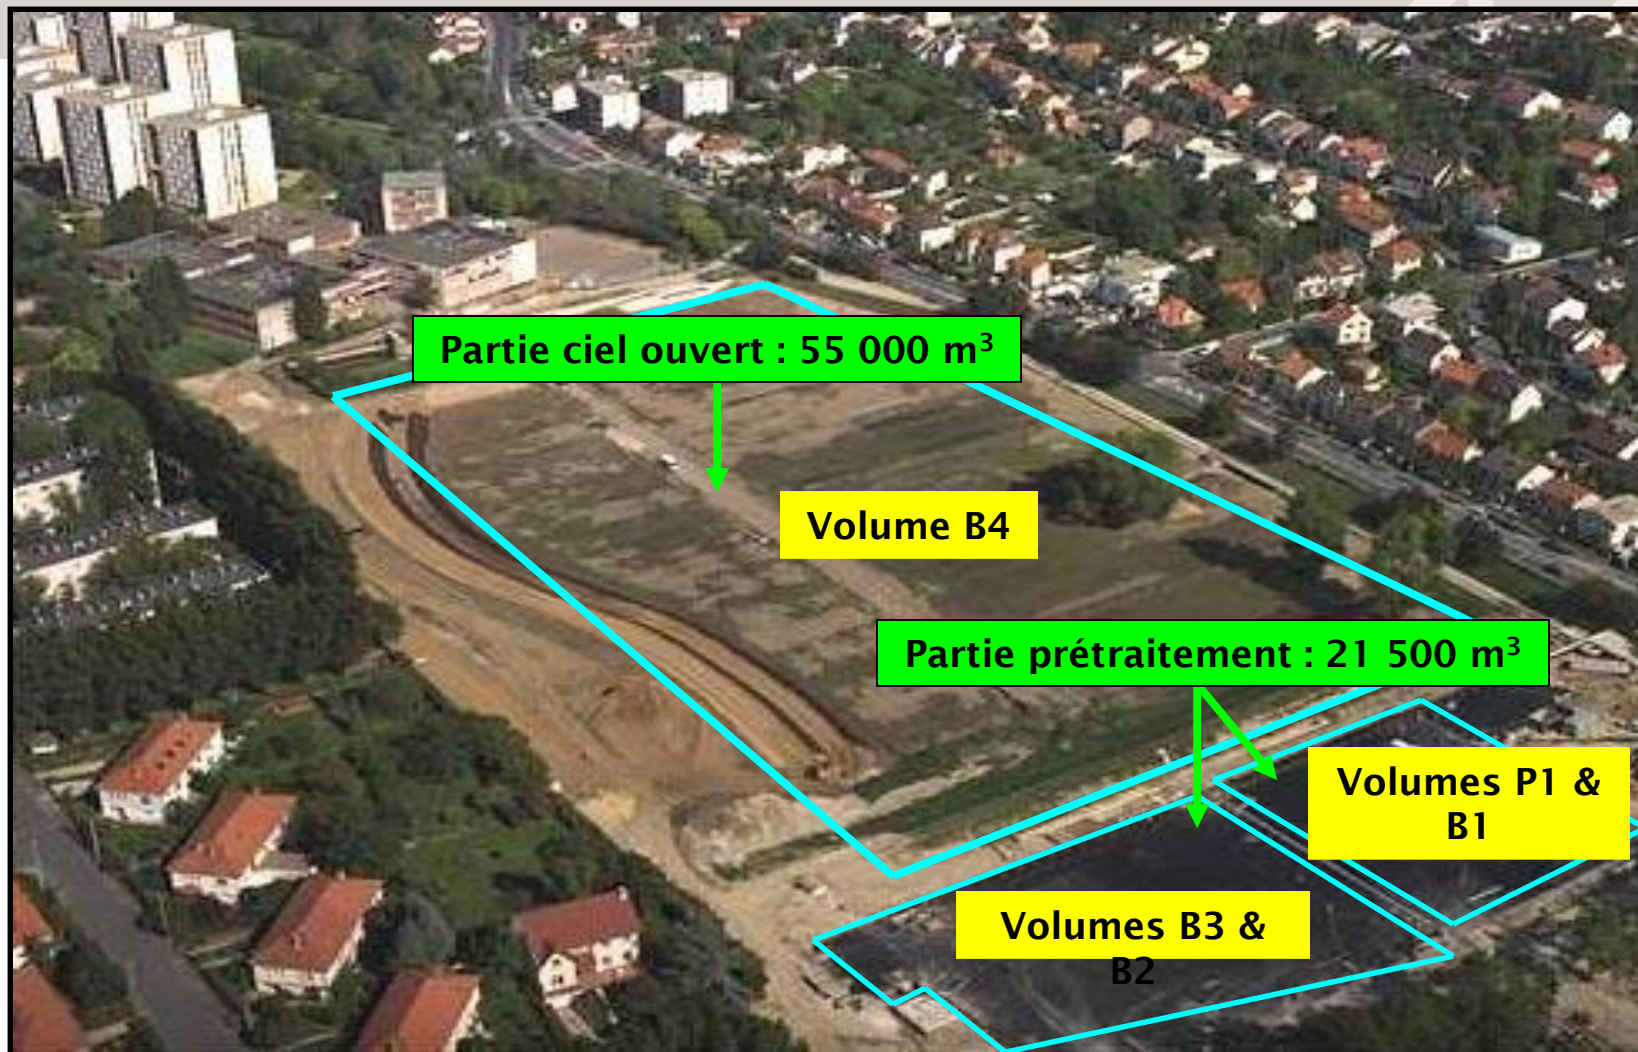 Partie ciel ouvert : 55 000 m³
Volume B4
Partie prétraitement : 21 500 m³
Volumes P1 &
B1
Volumes B3 &
B2